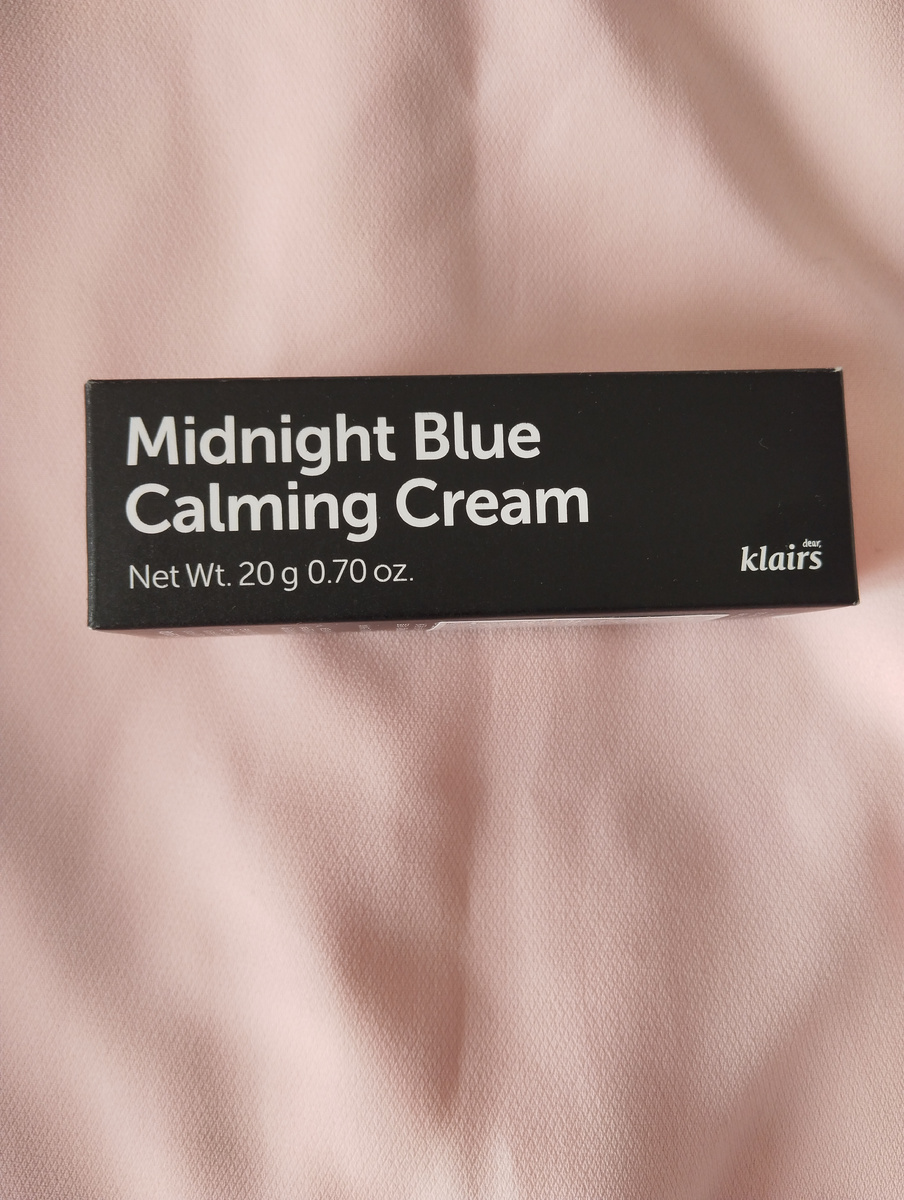 Midnight Blue
Calming Cream
Net Wt. 20 g 0.70 oz.
dear,
klairs